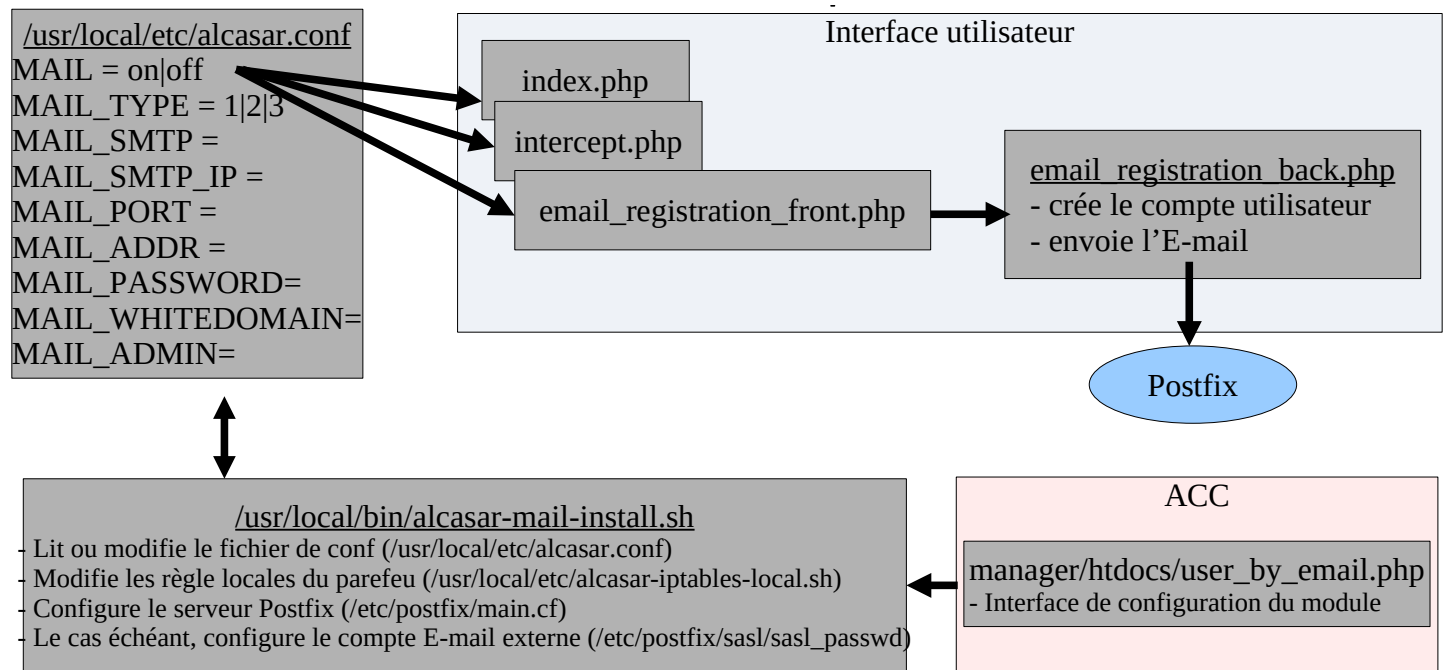 /usr/local/etc/alcasar.conf
MAIL = on|off
MAIL_TYPE = 1|2|3
MAIL_SMTP =
MAIL_SMTP_IP =
MAIL_PORT =
MAIL_ADDR =
MAIL_PASSWORD=
MAIL_WHITEDOMAIN=
MAIL_ADMIN=
Interface utilisateur
index.php
intercept.php
email_registration_front.php
email_registration_back.php
- crée le compte utilisateur
- envoie l’E-mail
Postfix
/usr/local/bin/alcasar-mail-install.sh
- Lit ou modifie le fichier de conf (/usr/local/etc/alcasar.conf)
- Modifie les règle locales du parefeu (/usr/local/etc/alcasar-iptables-local.sh)
- Configure le serveur Postfix (/etc/postfix/main.cf)
- Le cas échéant, configure le compte E-mail externe (/etc/postfix/sasl/sasl_passwd)
ACC
manager/htdocs/user_by_email.php
- Interface de configuration du module